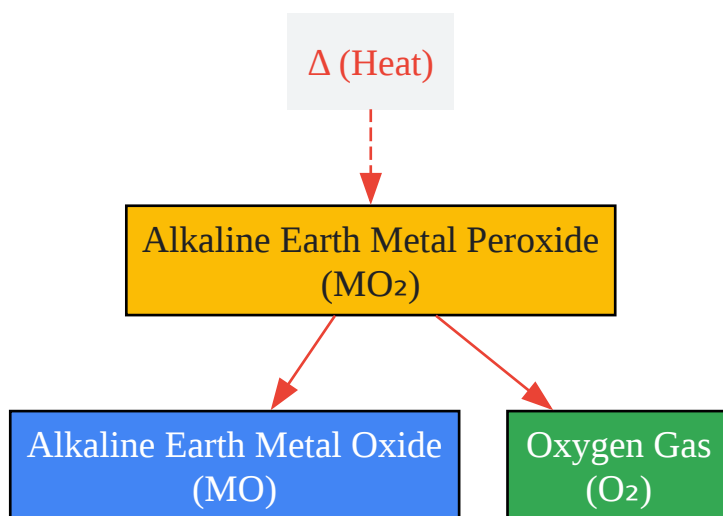 Δ (Heat)
Alkaline Earth Metal Peroxide
(MO₂)
Alkaline Earth Metal Oxide
(MO)
Oxygen Gas
(O₂)